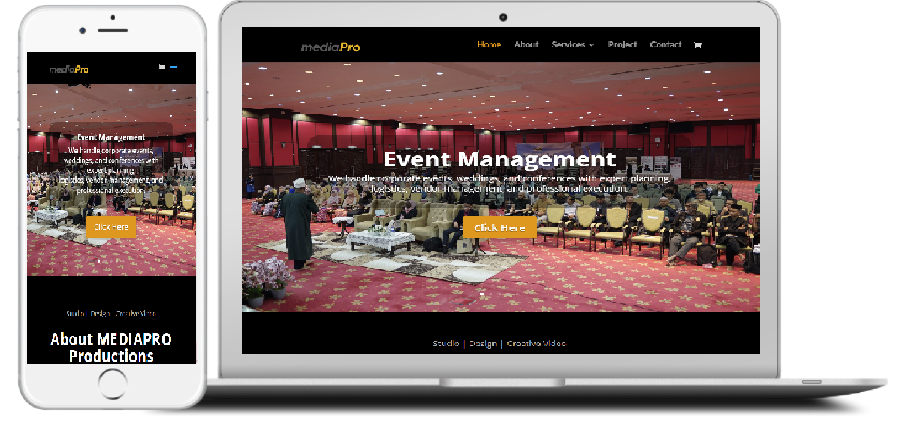 mediaPro
Event Management
We handle corporate events,
weddings, and conferences with
expert planning,
logistics, vendor management, and
professional execution.
Click Here
Studio | Design | Creative Video
About MEDIAPRO
Productions
mediaPro
Home About Services Project Contact
Event Management
We handle corporate events, weddings, and conferences with expert planning,
logistics, vendor management, and professional execution.
Click Here
Studio | Design | Creative Video